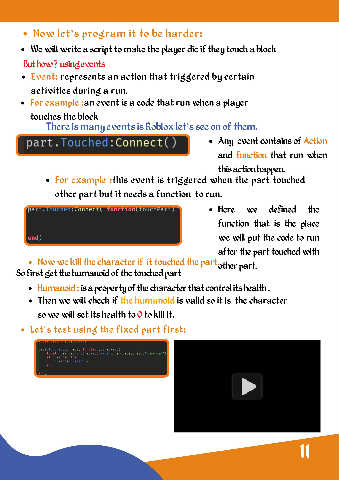 Now let's program it to be harder:
We will write a script to make the player die if they touch a block
But how? using events
Event: represents an action that triggered by certain
activities during a run.
For example :an event is a code that run when a player
touches the block
There is many events is Roblox let's see on of them.
part.Touched:Connect()
Any event contains of Action
and function that run when
this action happen.
For example :this event is triggered when the part touched
other part but it needs a function to run.
part.Touched:Connect( function(
end)
Here we defined the
function that is the place
we will put the code to run
after the part touched with
other part.
Now we kill the character if it touched the part
So first get the humanoid of the touched part
Humanoid : is a property of the character that control its health .
Then we will check if the humanoid is valid so it is the character
so we will set its health to 0 to kill it.
Let's test using the fixed part first:
11